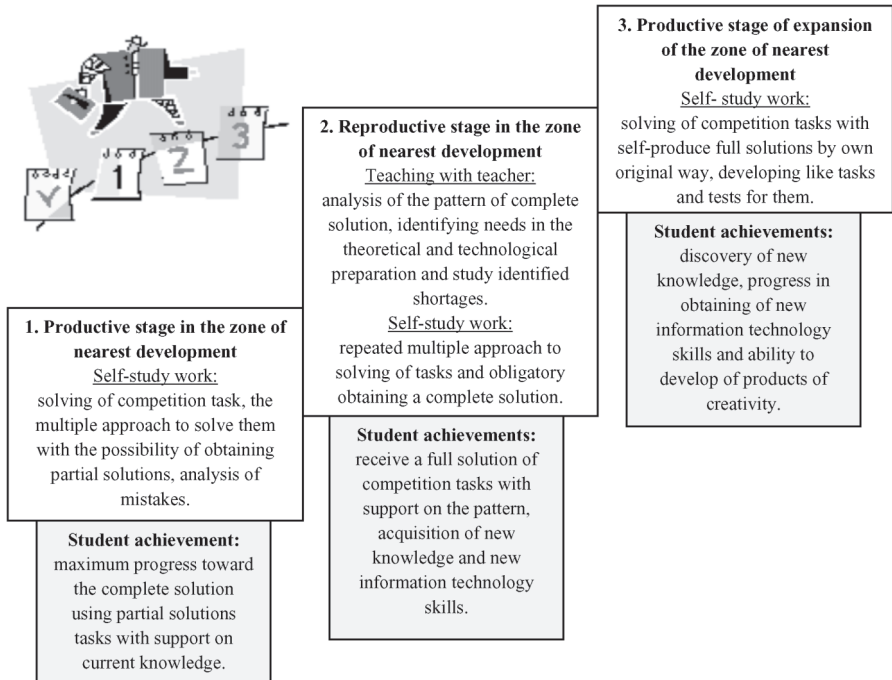 1
2
3
1. Productive stage in the zone of
nearest development
Self-study work:
solving of competition task, the
multiple approach to solve them
with the possibility of obtaining
partial solutions, analysis of
mistakes.
Student achievement:
maximum progress toward
the complete solution
using partial solutions
tasks with support on
current knowledge.
2. Reproductive stage in the zone
of nearest development
Teaching with teacher:
analysis of the pattern of complete
solution, identifying needs in the
theoretical and technological
preparation and study identified
shortages.
Self-study work:
repeated multiple approach to
solving of tasks and obligatory
obtaining a complete solution.
Student achievements:
receive a full solution of
competition tasks with
support on the pattern,
acquisition of new
knowledge and new
information technology
skills.
3. Productive stage of expansion
of the zone of nearest
development
Self- study work:
solving of competition tasks with
self-produce full solutions by own
original way, developing like tasks
and tests for them.
Student achievements:
discovery of new
knowledge, progress in
obtaining of new
information technology
skills and ability to
develop of products of
creativity.